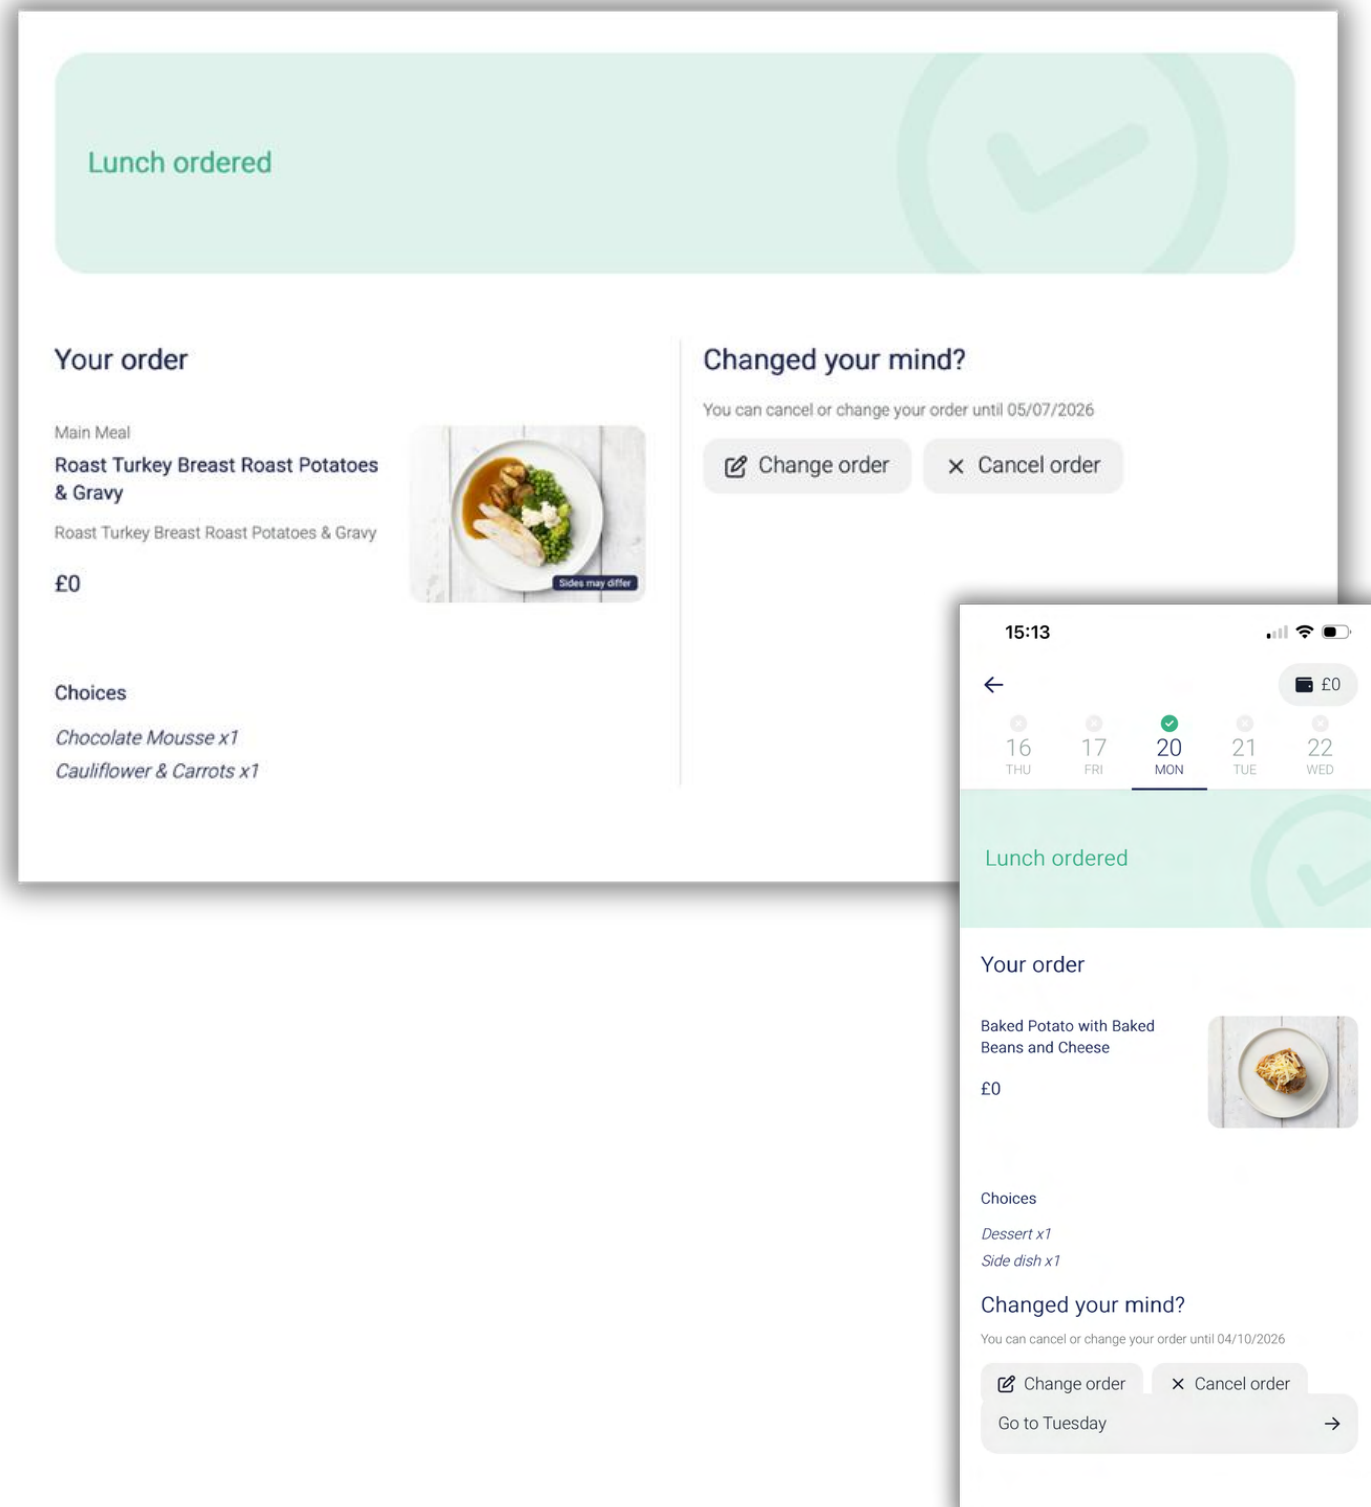 Lunch ordered
Your order
Main Meal
Roast Turkey Breast Roast Potatoes
& Gravy
Roast Turkey Breast Roast Potatoes & Gravy
£0
Sides may differ
Choices
Chocolate Mousse x1
Cauliflower & Carrots x1
Changed your mind?
You can cancel or change your order until 05/07/2026
Change order
Cancel order
15:13
£0
16 17 20 21 22
THU FRI MON TUE WED
Lunch ordered
Your order
Baked Potato with Baked
Beans and Cheese
£0
Choices
Dessert x1
Side dish x1
Changed your mind?
You can cancel or change your order until 04/10/2026
Change order
Cancel order
Go to Tuesday